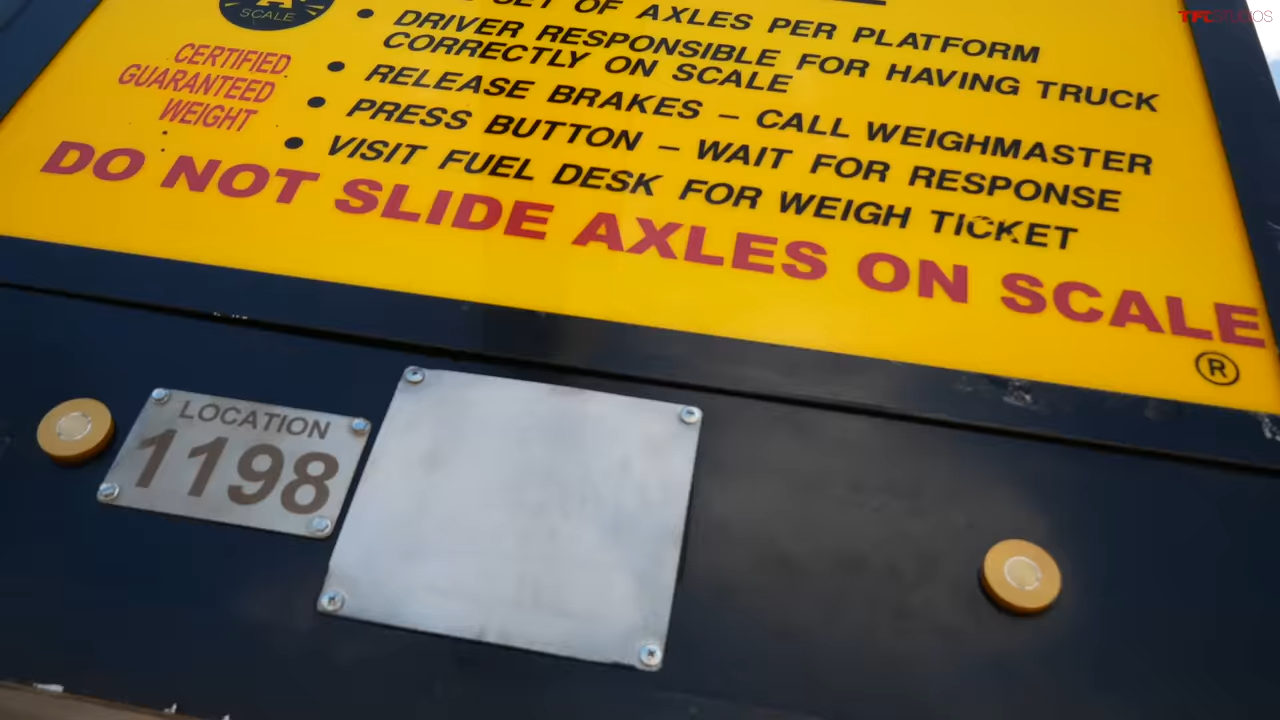 TFLSTUDIOS
SET OF AXLES PER PLATFORM
SCALE
• DRIVER RESPONSIBLE FOR HAVING TRUCK
CORRECTLY ON SCALE
CERTIFIED
GUARANTEED
WEIGHT
• RELEASE BRAKES – CALL WEIGHMASTER
• PRESS BUTTON – WAIT FOR RESPONSE
• VISIT FUEL DESK FOR WEIGH TICKET
DO NOT SLIDE AXLES ON SCALE
®
LOCATION
1198